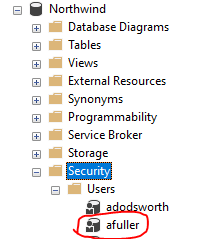 Northwind
Database Diagrams
Tables
Views
External Resources
Synonyms
Programmability
Service Broker
Storage
Security
Users
adodsworth
afuller